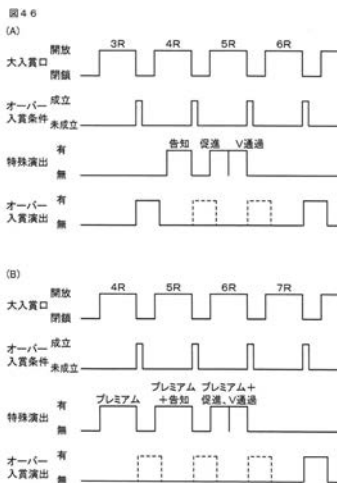 図46
(A)
3R 4R 5R 6R
大入賞口 開放
閉鎖
オーバー入賞条件 成立
未成立
告知 促進 V通過
特殊演出 有
無
オーバー入賞演出 有
無
(B)
4R 5R 6R 7R
大入賞口 開放
閉鎖
オーバー入賞条件 成立
未成立
プレミアム プレミアム+告知 プレミアム+促進、V通過
特殊演出 有
無
オーバー入賞演出 有
無